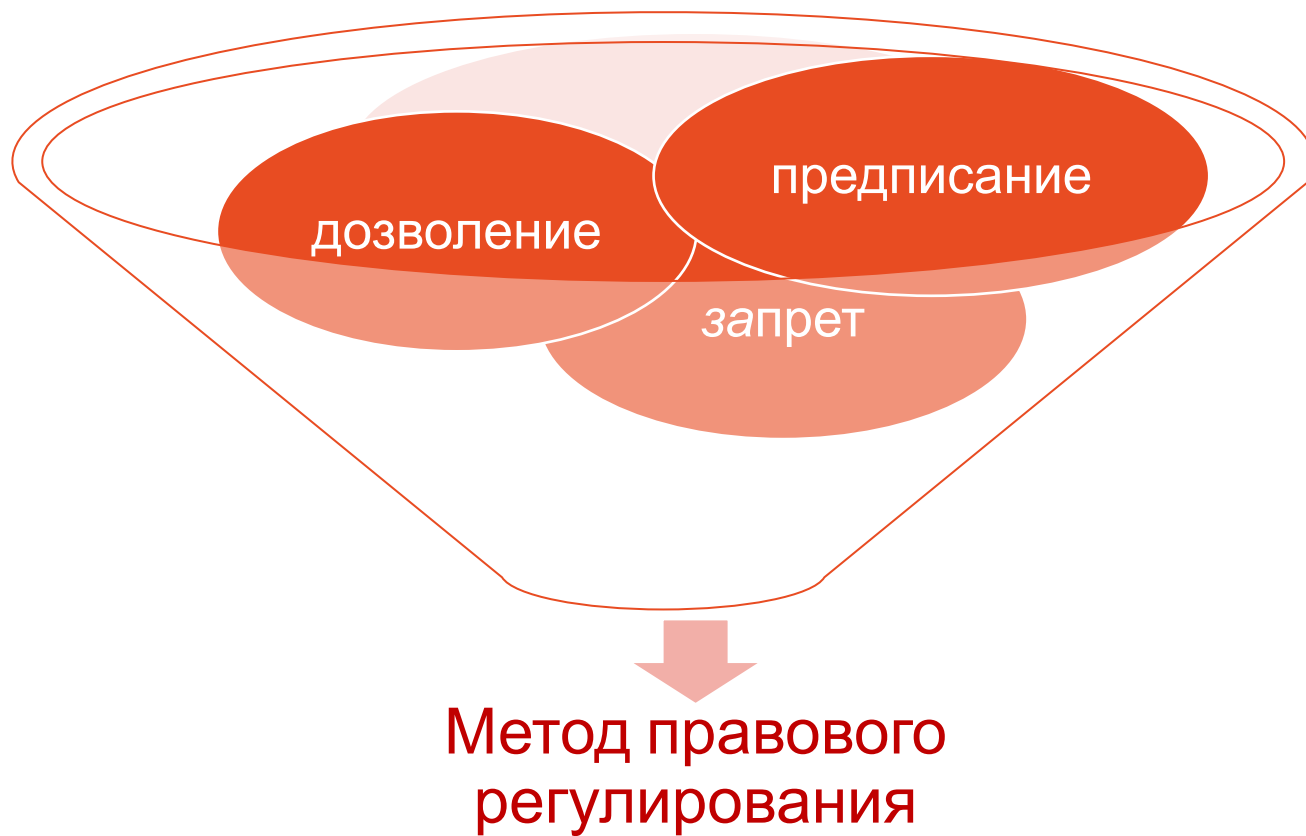 предписание
дозволение
запрет
Метод правового
регулирования